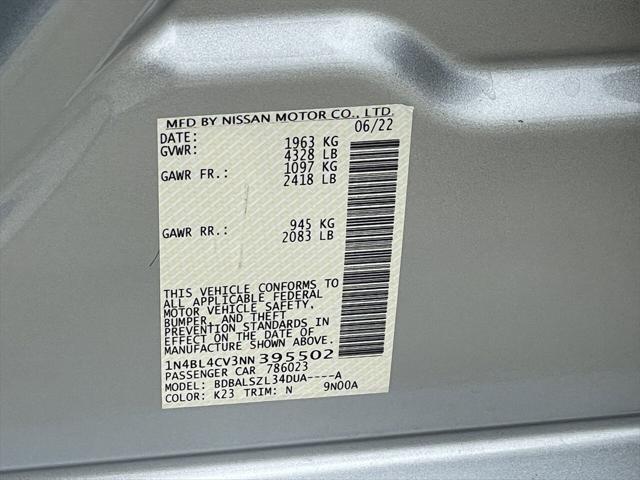 MFD BY NISSAN MOTOR CO., LTD.
DATE: 06/22
GVWR: 1963 KG
4328 LB
GAWR FR.: 1097 KG
2418 LB
GAWR RR.: 945 KG
2083 LB
THIS VEHICLE CONFORMS TO
ALL APPLICABLE FEDERAL
MOTOR VEHICLE SAFETY,
BUMPER, AND THEFT
PREVENTION STANDARDS IN
EFFECT ON THE DATE OF
MANUFACTURE SHOWN ABOVE.
1N4BL4CV3NN395502
PASSENGER CAR 786023
MODEL: BDBALSZL34DUA----A
COLOR: K23 TRIM: N 9N00A